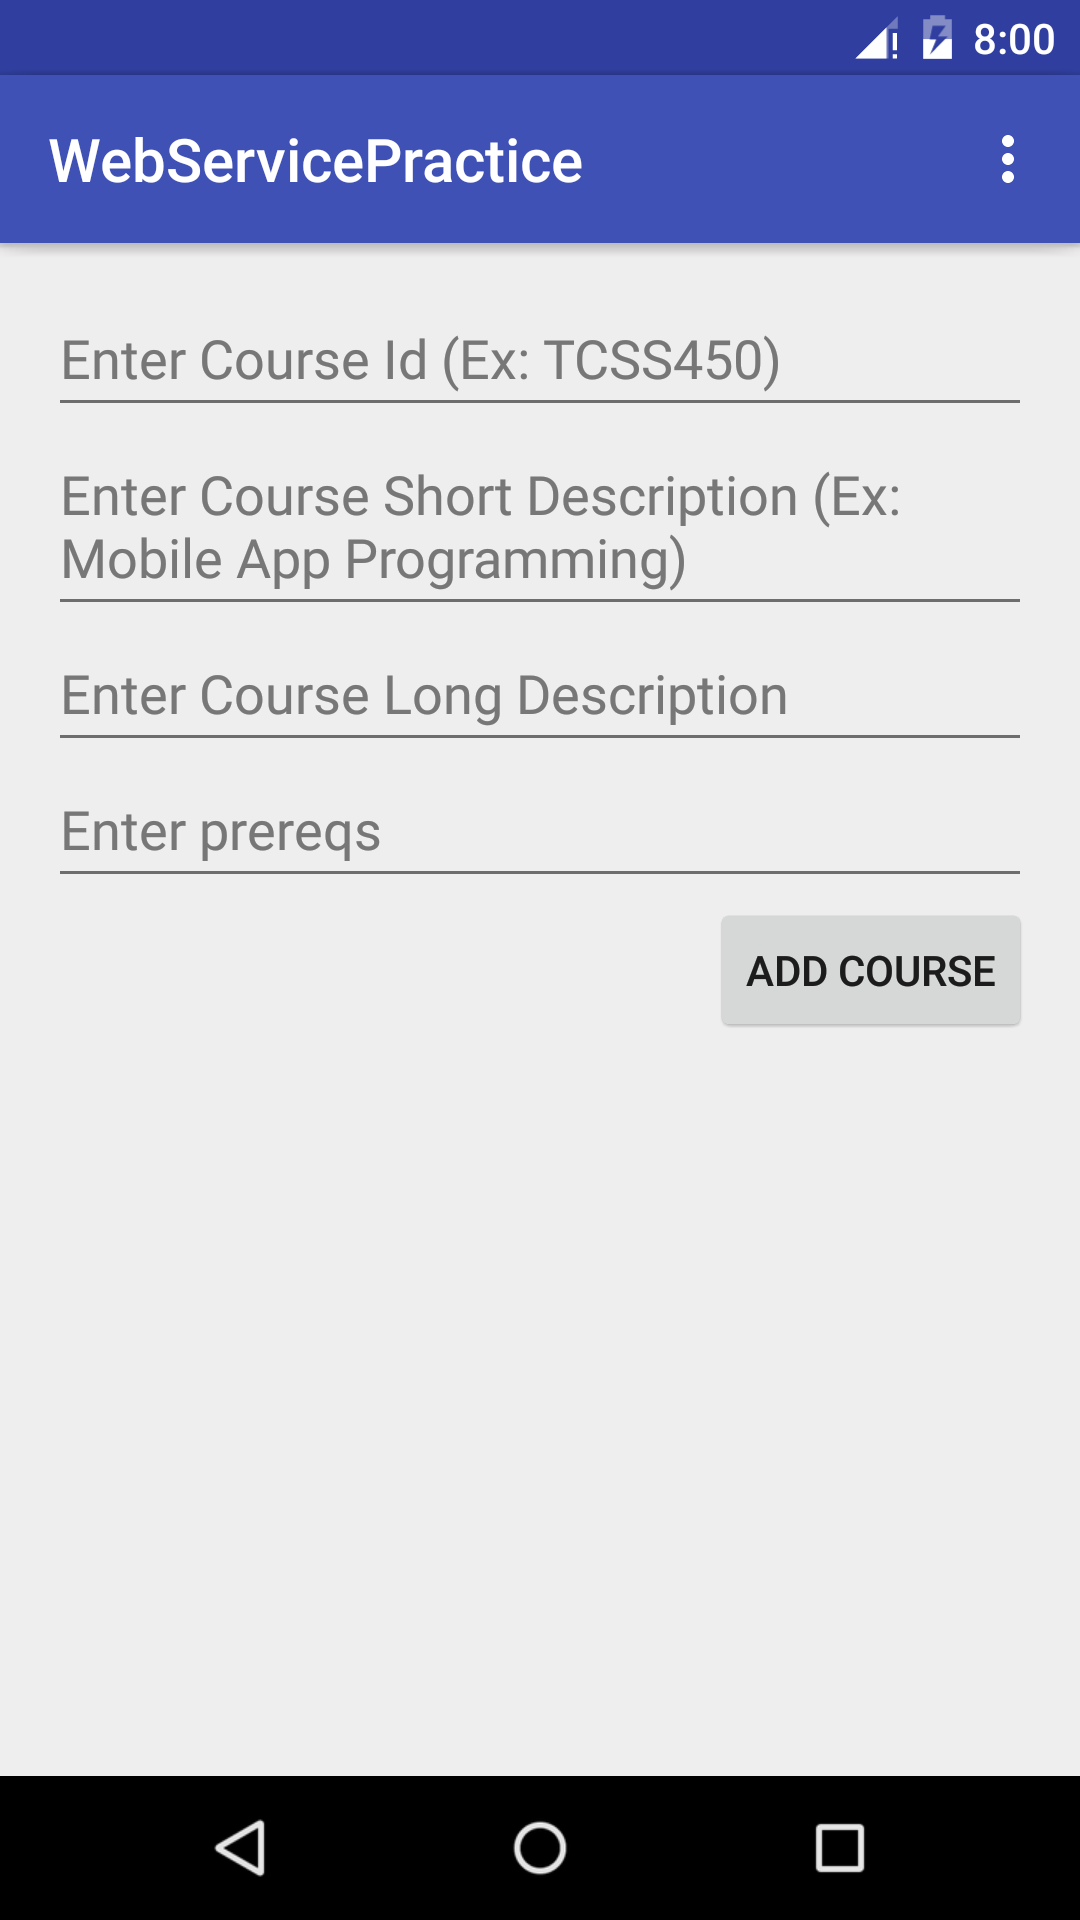 8:00
WebServicePractice
Enter Course Id (Ex: TCSS450)
Enter Course Short Description (Ex:
Mobile App Programming)
Enter Course Long Description
Enter prereqs
ADD COURSE